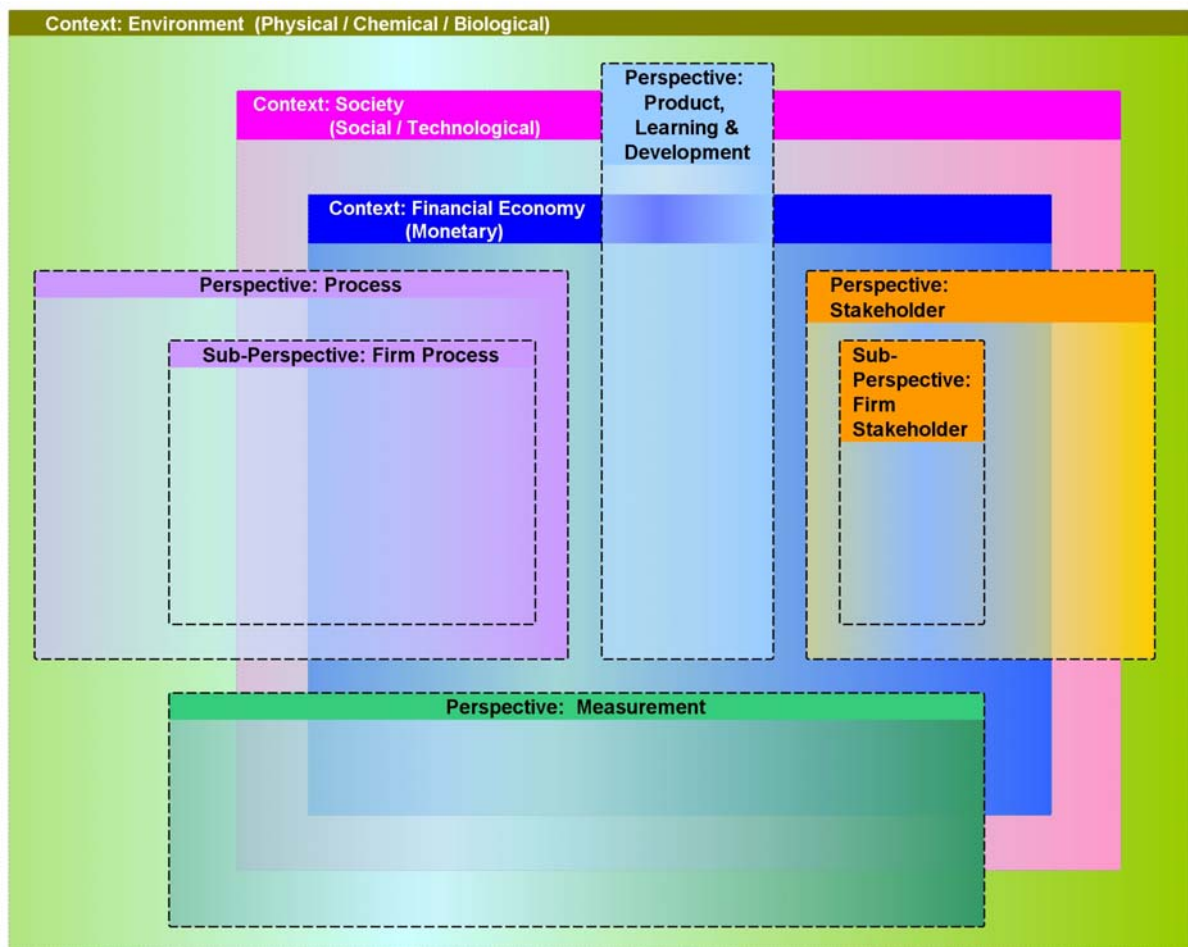 Context: Environment (Physical / Chemical / Biological)
Perspective:
Product,
Learning &
Development
Context: Society
(Social / Technological)
Context: Financial Economy
(Monetary)
Perspective: Process
Sub-Perspective: Firm Process
Perspective:
Stakeholder
Sub-
Perspective:
Firm
Stakeholder
Perspective: Measurement